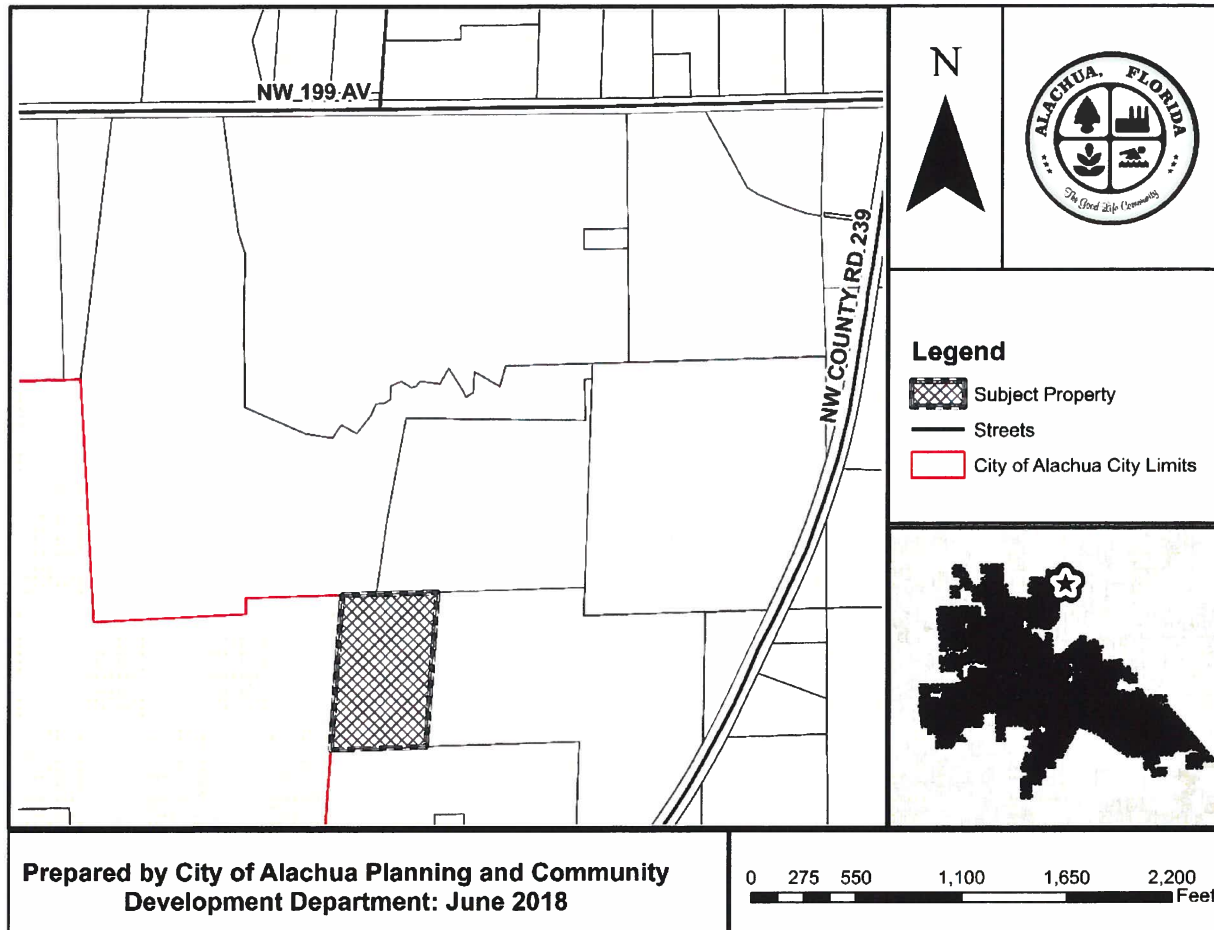 NW 199 AV
NW COUNTY RD 239
N
ALACHUA, FLORIDA
The Good Life Community
Legend
Subject Property
Streets
City of Alachua City Limits
Prepared by City of Alachua Planning and Community
Development Department: June 2018
0 275 550 1,100 1,650 2,200
Feet